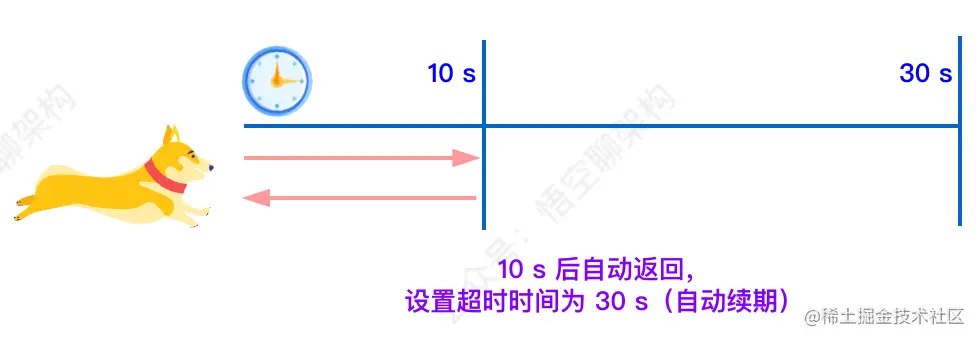 10 s
30 s
聊架构
公众号：悟空聊架构
10 s 后自动返回，
设置超时时间为 30 s（自动续期）
@稀土掘金技术社区